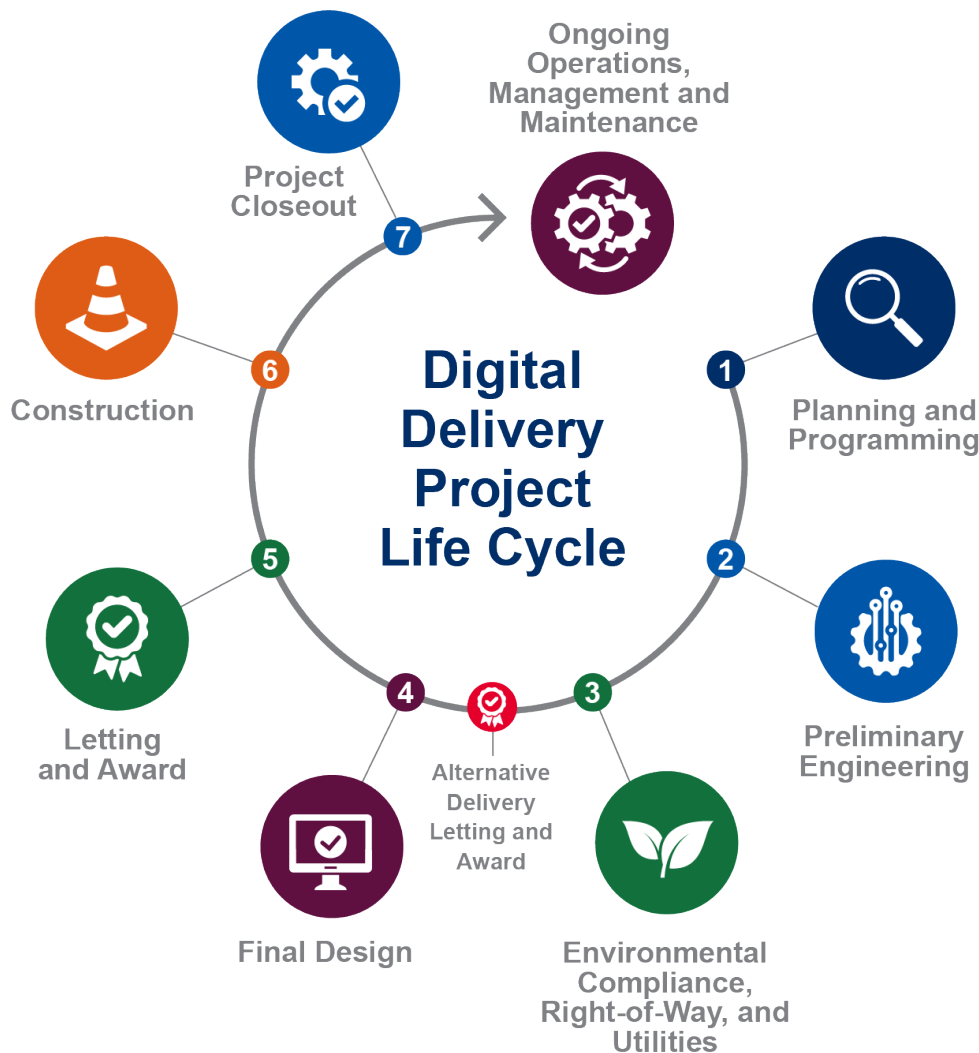 Digital
Delivery
Project
Life Cycle
1
Planning and
Programming
2
Preliminary
Engineering
3
Environmental
Compliance,
Right-of-Way, and
Utilities
Alternative
Delivery
Letting and
Award
4
Final Design
5
Letting
and Award
6
Construction
7
Project
Closeout
Ongoing
Operations,
Management and
Maintenance